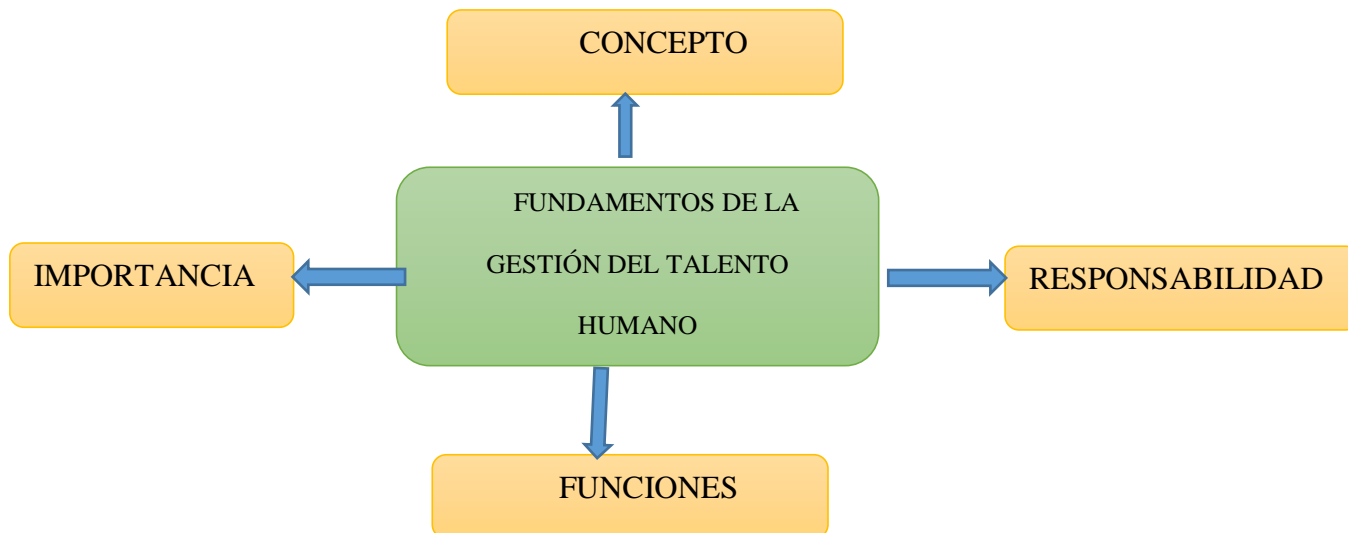 CONCEPTO
FUNDAMENTOS DE LA
GESTIÓN DEL TALENTO
HUMANO
IMPORTANCIA
RESPONSABILIDAD
FUNCIONES